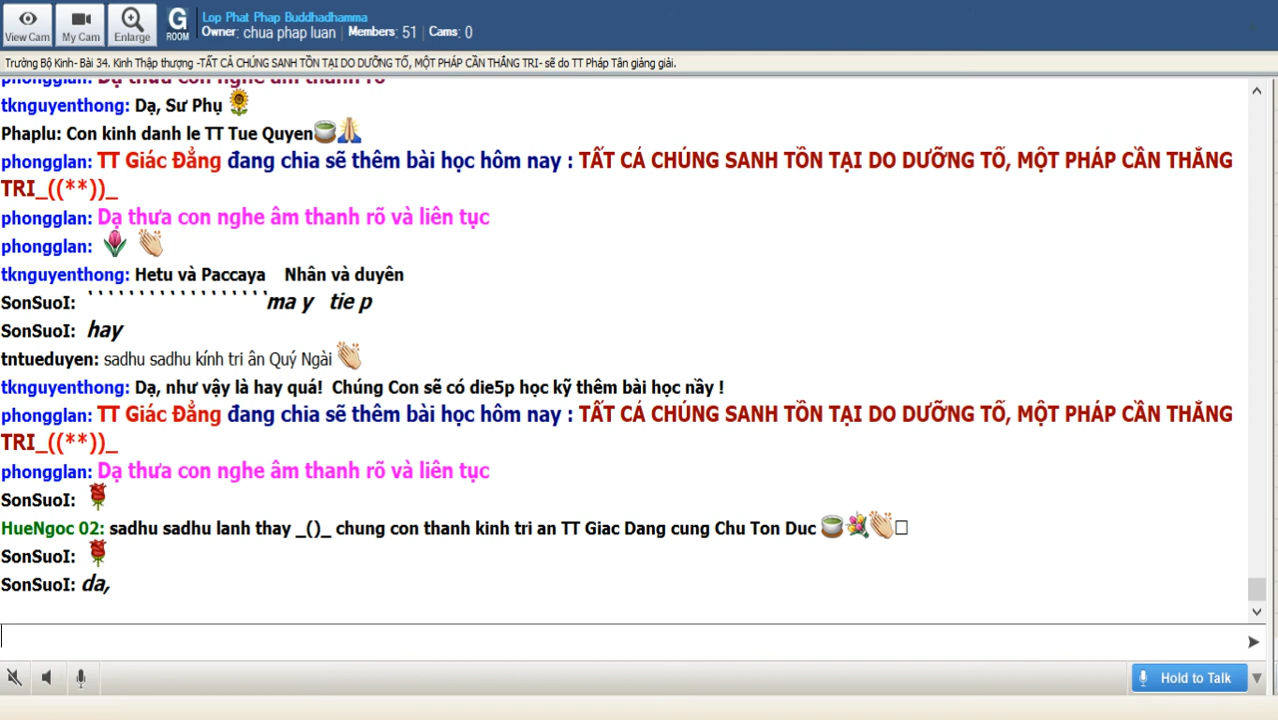 View Cam
My Cam
Enlarge
G
ROOM
Lop Phat Phap Buddhadhamma
Owner: chua phap luan | Members: 51 | Cams: 0
Trường Bộ Kinh- Bài 34. Kinh Thập thượng -TẤT CẢ CHÚNG SANH TỒN TẠI DO DƯỠNG TỐ, MỘT PHÁP CẦN THẮNG TRI- sẽ do TT Pháp Tân giảng giải.
phongglan: Dạ thưa con nghe âm thanh rõ
tknguyenthong: Dạ, Sư Phụ
Phaplu: Con kinh danh le TT Tue Quyen
phongglan: TT Giác Đẳng đang chia sẽ thêm bài học hôm nay : TẤT CẢ CHÚNG SANH TỒN TẠI DO DƯỠNG TỐ, MỘT PHÁP CẦN THẮNG
TRI_((**))_
phongglan: Dạ thưa con nghe âm thanh rõ và liên tục
phongglan:
tknguyenthong: Hetu và Paccaya    Nhân và duyên
SonSuoI: ``````````````````ma y   tie p
SonSuoI: hay
tntueduyen: sadhu sadhu kính tri ân Quý Ngài
tknguyenthong: Dạ, như vậy là hay quá!  Chúng Con sẽ có die5p học kỹ thêm bài học nầy !
phongglan: TT Giác Đẳng đang chia sẽ thêm bài học hôm nay : TẤT CẢ CHÚNG SANH TỒN TẠI DO DƯỠNG TỐ, MỘT PHÁP CẦN THẮNG
TRI_((**))_
phongglan: Dạ thưa con nghe âm thanh rõ và liên tục
SonSuoI:
HueNgoc 02: sadhu sadhu lanh thay _()_ chung con thanh kinh tri an TT Giac Dang cung Chu Ton Duc
SonSuoI:
SonSuoI: da,
Hold to Talk